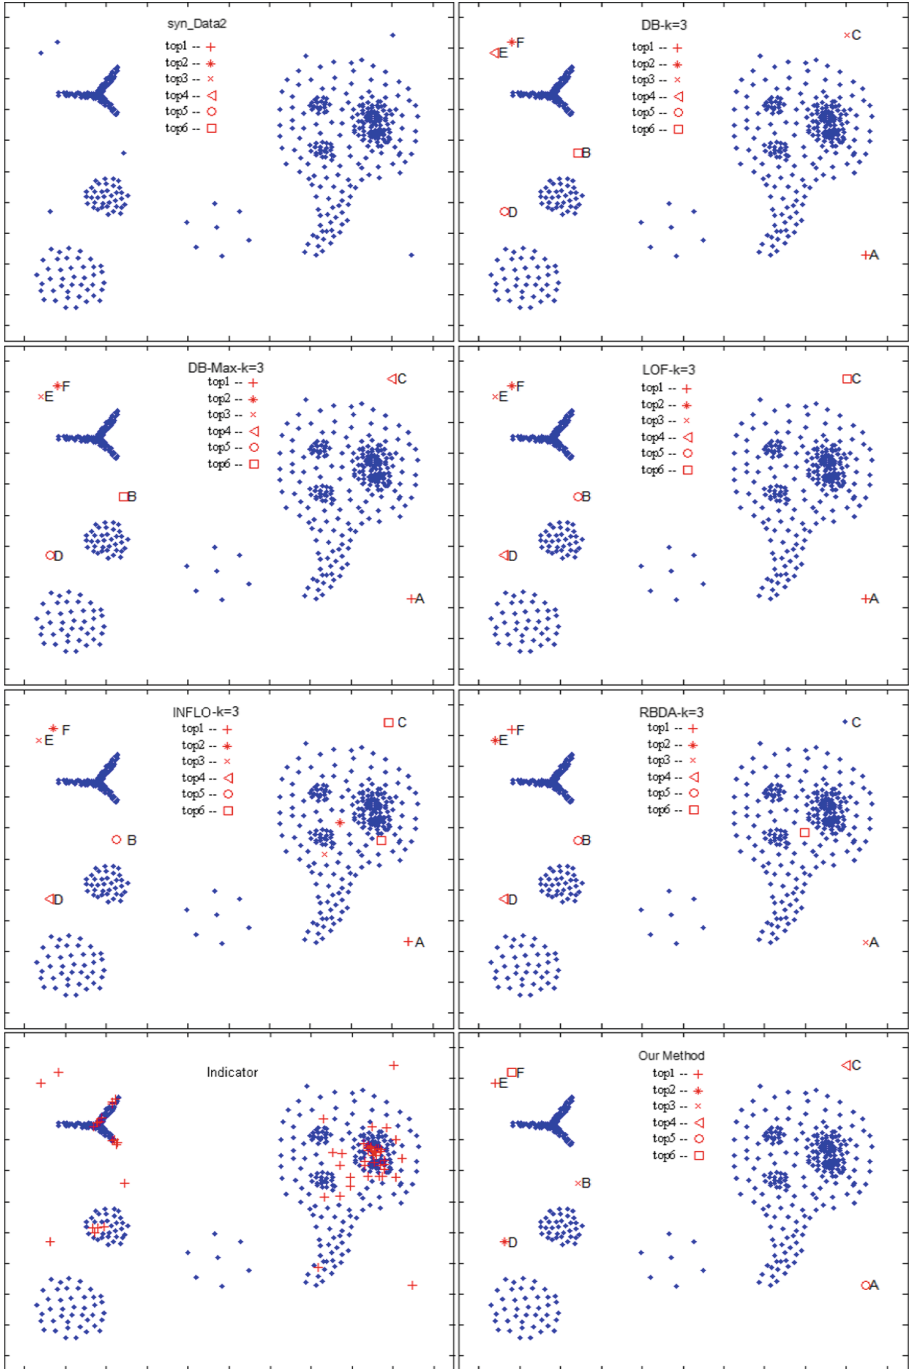 syn_Data2
top1 --
top2 --
top3 --
top4 --
top5 --
top6 --
DB-k=3
top1 --
top2 --
top3 --
top4 --
top5 --
top6 --
F
E
C
B
D
A
DB-Max-k=3
top1 --
top2 --
top3 --
top4 --
top5 --
top6 --
F
E
C
B
D
A
LOF-k=3
top1 --
top2 --
top3 --
top4 --
top5 --
top6 --
F
E
C
B
D
A
INFLO-k=3
top1 --
top2 --
top3 --
top4 --
top5 --
top6 --
F
E
C
B
D
A
RBDA-k=3
top1 --
top2 --
top3 --
top4 --
top5 --
top6 --
F
E
C
B
D
A
Indicator
Our Method
top1 --
top2 --
top3 --
top4 --
top5 --
top6 --
F
E
C
B
D
A